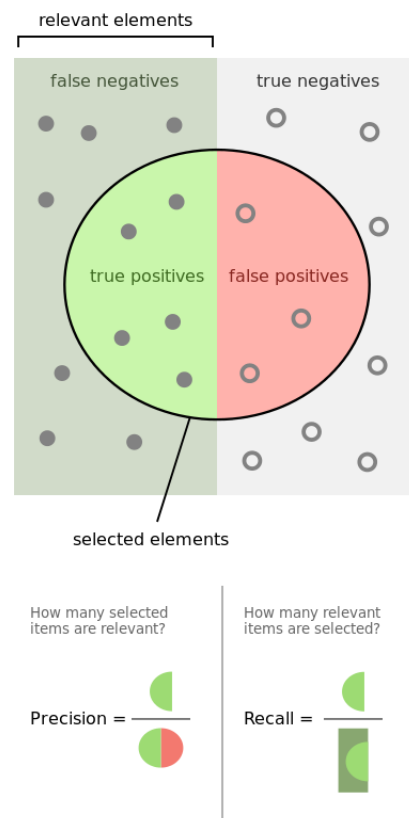 relevant elements
false negatives
true negatives
true positives
false positives
selected elements
How many selected
items are relevant?
How many relevant
items are selected?
Precision =
Recall =